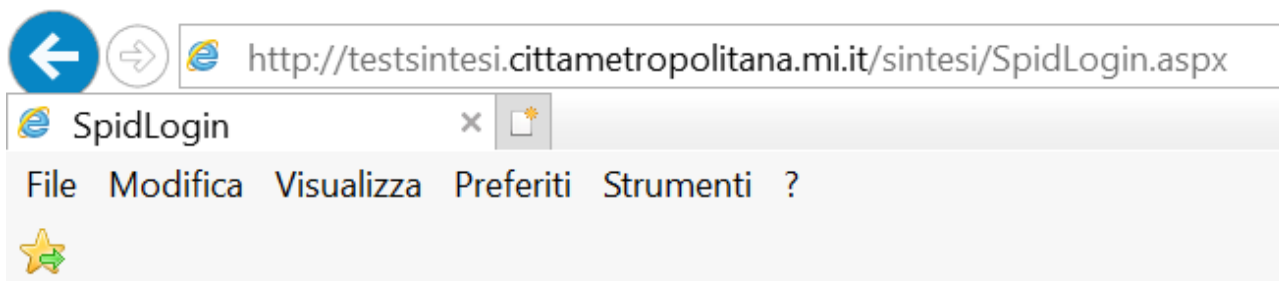 http://testsintesi.cittametropolitana.mi.it/sintesi/SpidLogin.aspx
SpidLogin
File Modifica Visualizza Preferiti Strumenti ?